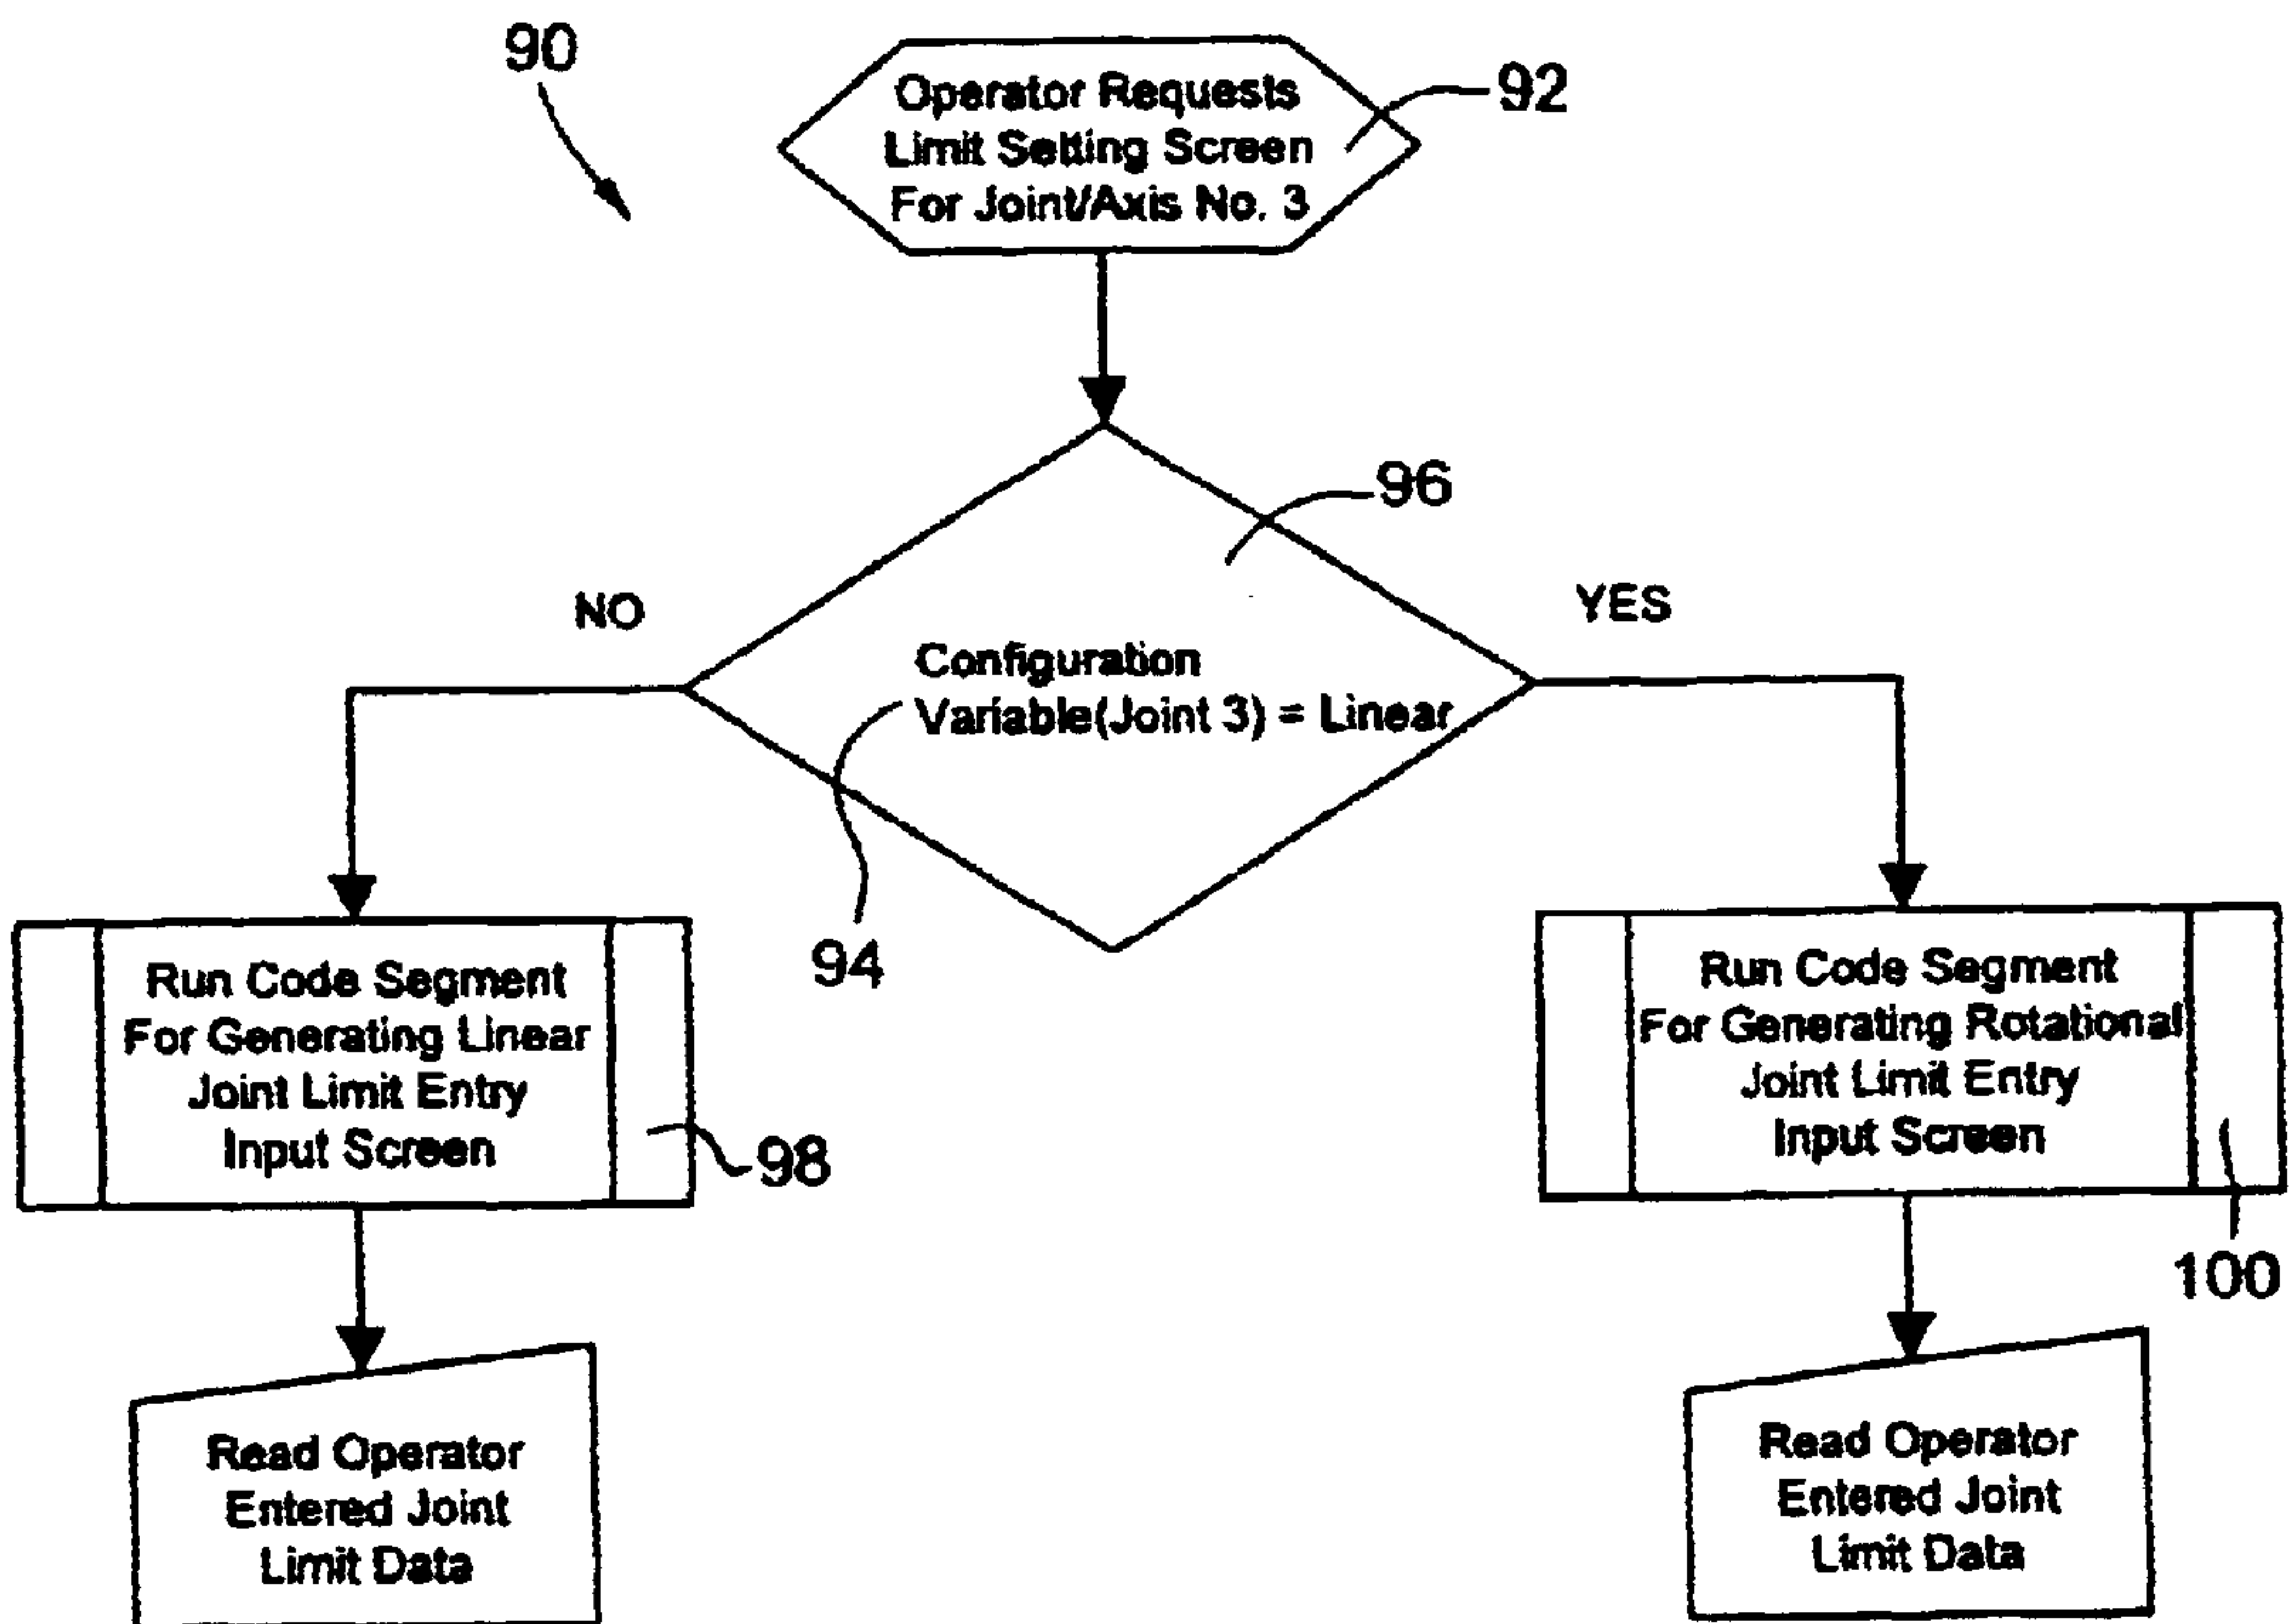 90
Operator Requests
Limit Setting Screen
For Joint/Axis No. 3
92
96
NO
YES
Configuration
Variable(Joint 3) = Linear
94
Run Code Segment
For Generating Linear
Joint Limit Entry
Input Screen
98
Run Code Segment
For Generating Rotational
Joint Limit Entry
Input Screen
100
Read Operator
Entered Joint
Limit Data
Read Operator
Entered Joint
Limit Data